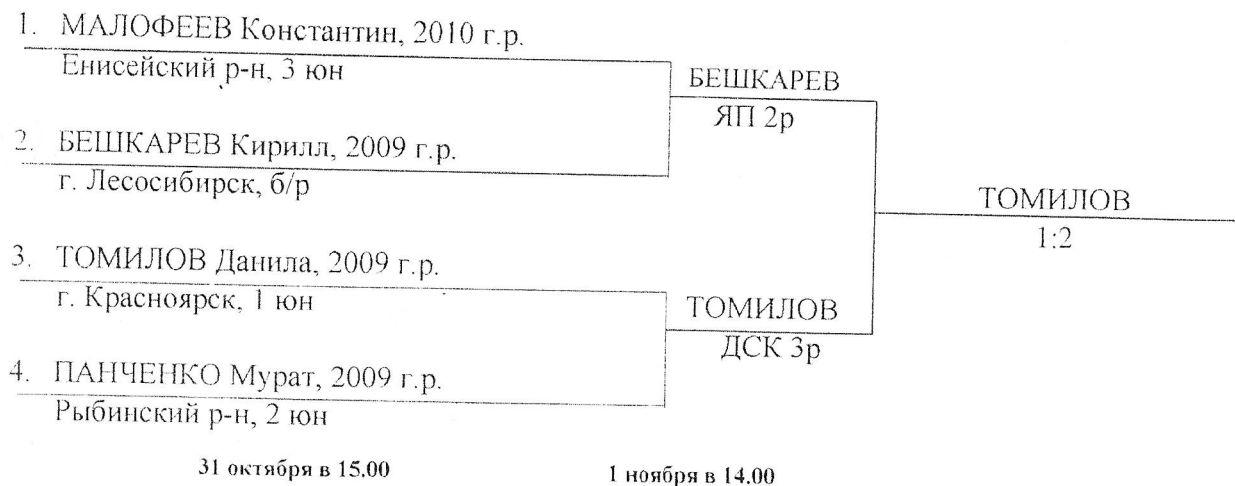 1. МАЛОФЕЕВ Константин, 2010 г.р.
Енисейский р-н, 3 юн
БЕШКАРЕВ
ЯП 2р
2. БЕШКАРЕВ Кирилл, 2009 г.р.
г. Лесосибирск, б/р
ТОМИЛОВ
1:2
3. ТОМИЛОВ Данила, 2009 г.р.
г. Красноярск, 1 юн
ТОМИЛОВ
ДСК 3р
4. ПАНЧЕНКО Мурат, 2009 г.р.
Рыбинский р-н, 2 юн
31 октября в 15.00
1 ноября в 14.00